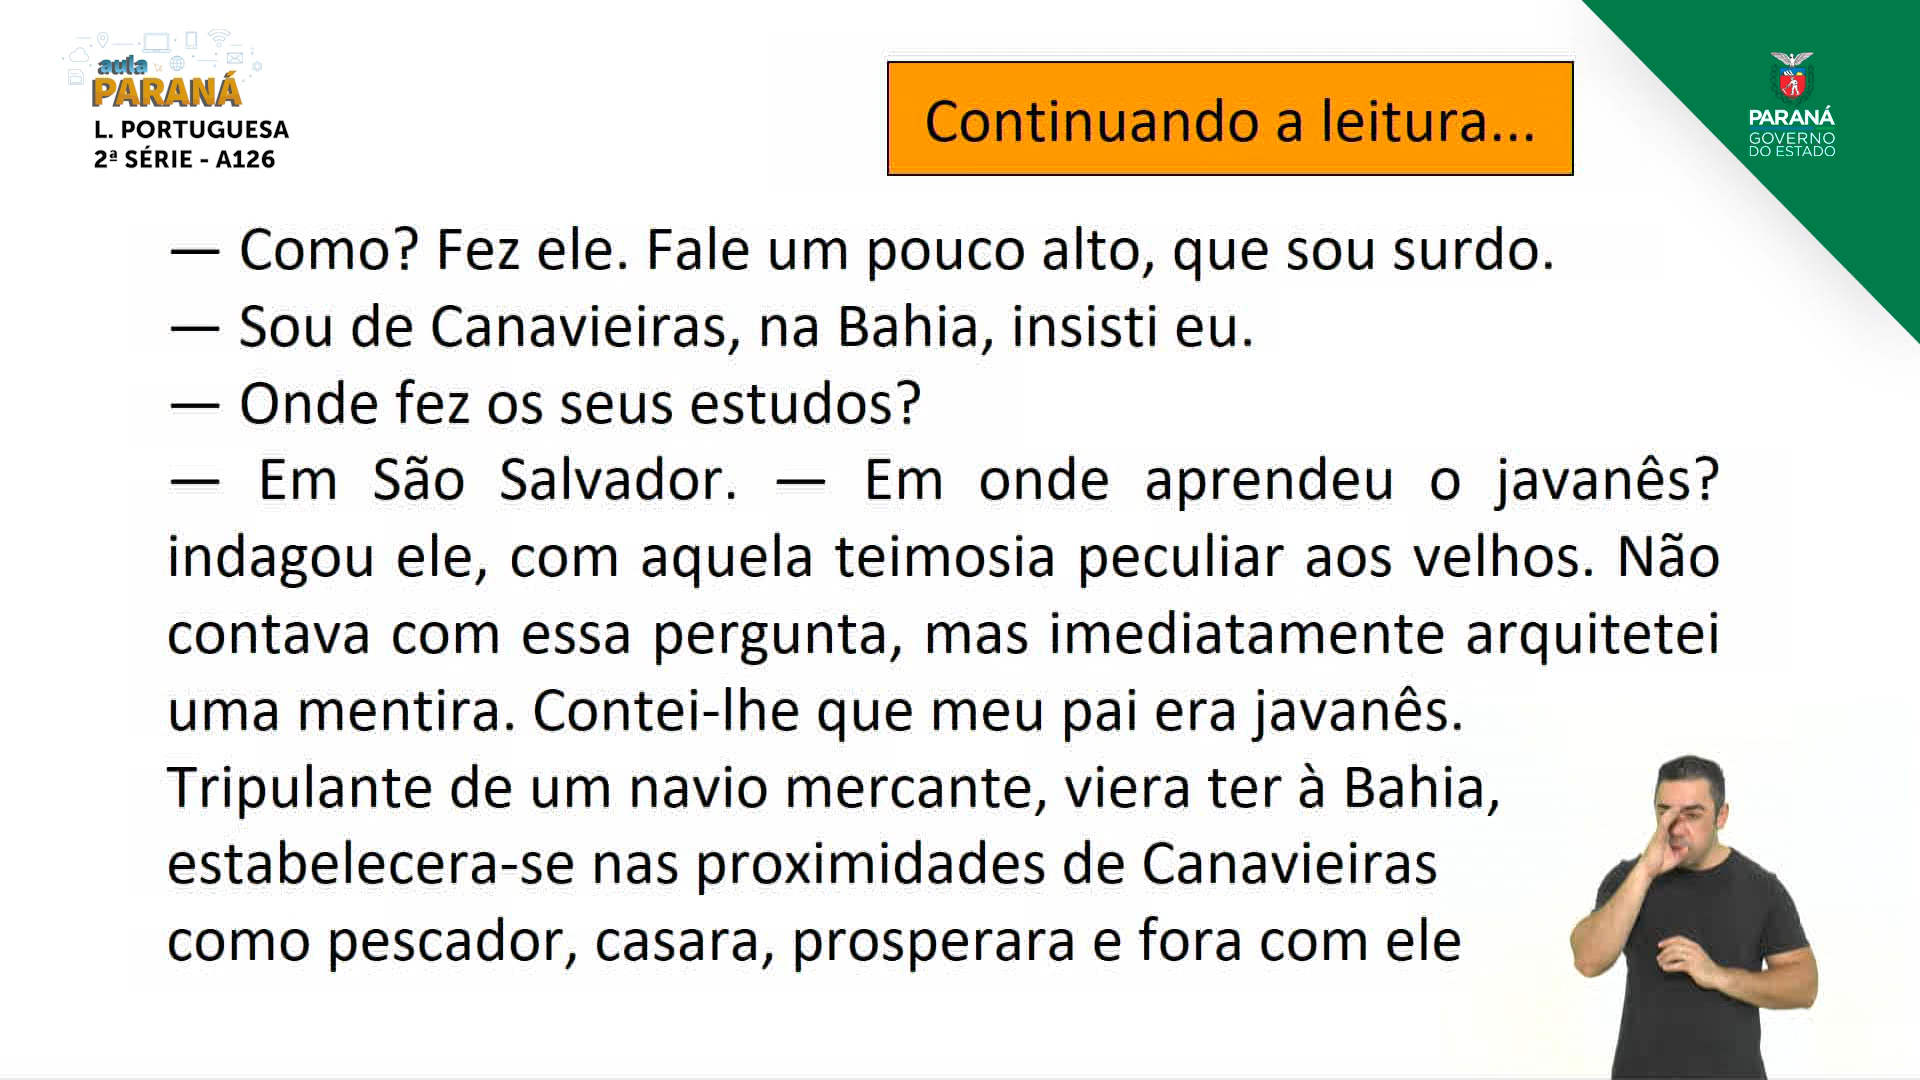 aula
PARANÁ
L. PORTUGUESA
2ª SÉRIE - A126
Continuando a leitura...
PARANÁ
GOVERNO
DO ESTADO
— Como? Fez ele. Fale um pouco alto, que sou surdo.
— Sou de Canavieiras, na Bahia, insisti eu.
— Onde fez os seus estudos?
— Em São Salvador. — Em onde aprendeu o javanês?
indagou ele, com aquela teimosia peculiar aos velhos. Não
contava com essa pergunta, mas imediatamente arquitetei
uma mentira. Contei-lhe que meu pai era javanês.
Tripulante de um navio mercante, viera ter à Bahia,
estabelecera-se nas proximidades de Canavieiras
como pescador, casara, prosperara e fora com ele